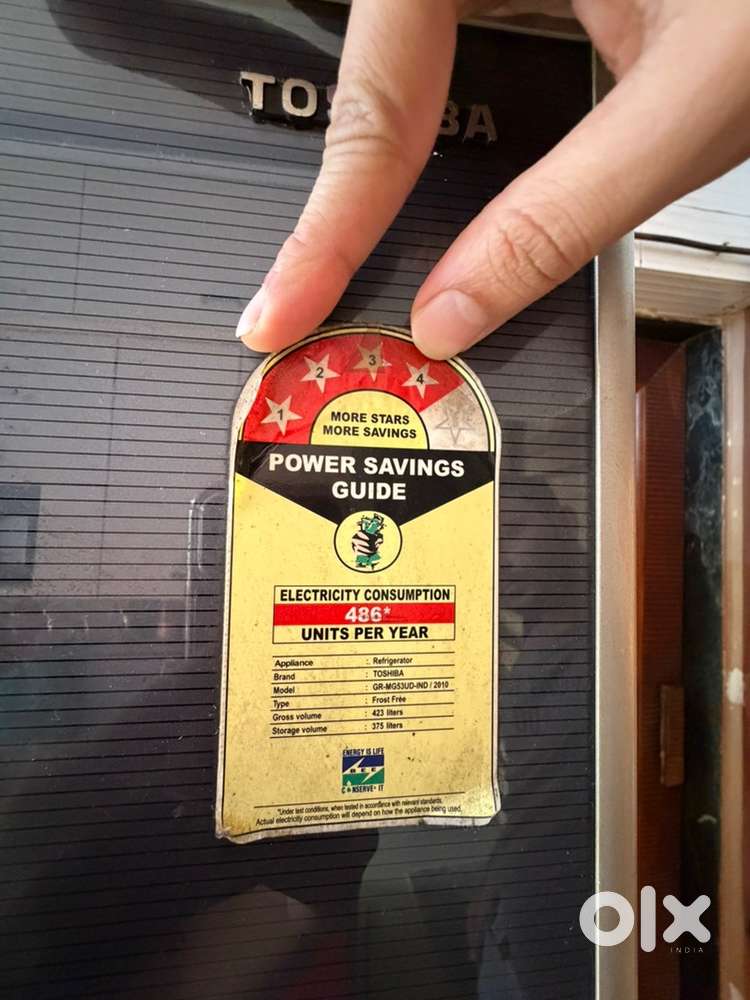 TOSHIBA
1 2 3 4
MORE STARS
MORE SAVINGS
POWER SAVINGS
GUIDE
ELECTRICITY CONSUMPTION
486*
UNITS PER YEAR
Appliance : Refrigerator
Brand : TOSHIBA
Model : GR-MG53UD-IND / 2010
Type : Frost Free
Gross volume : 423 liters
Storage volume : 375 liters
ENERGY IS LIFE
BEE
CONSERVE IT
*Under test conditions, when tested in accordance with relevant standards.
Actual electricity consumption will depend on how the appliance being used.
olx
INDIA